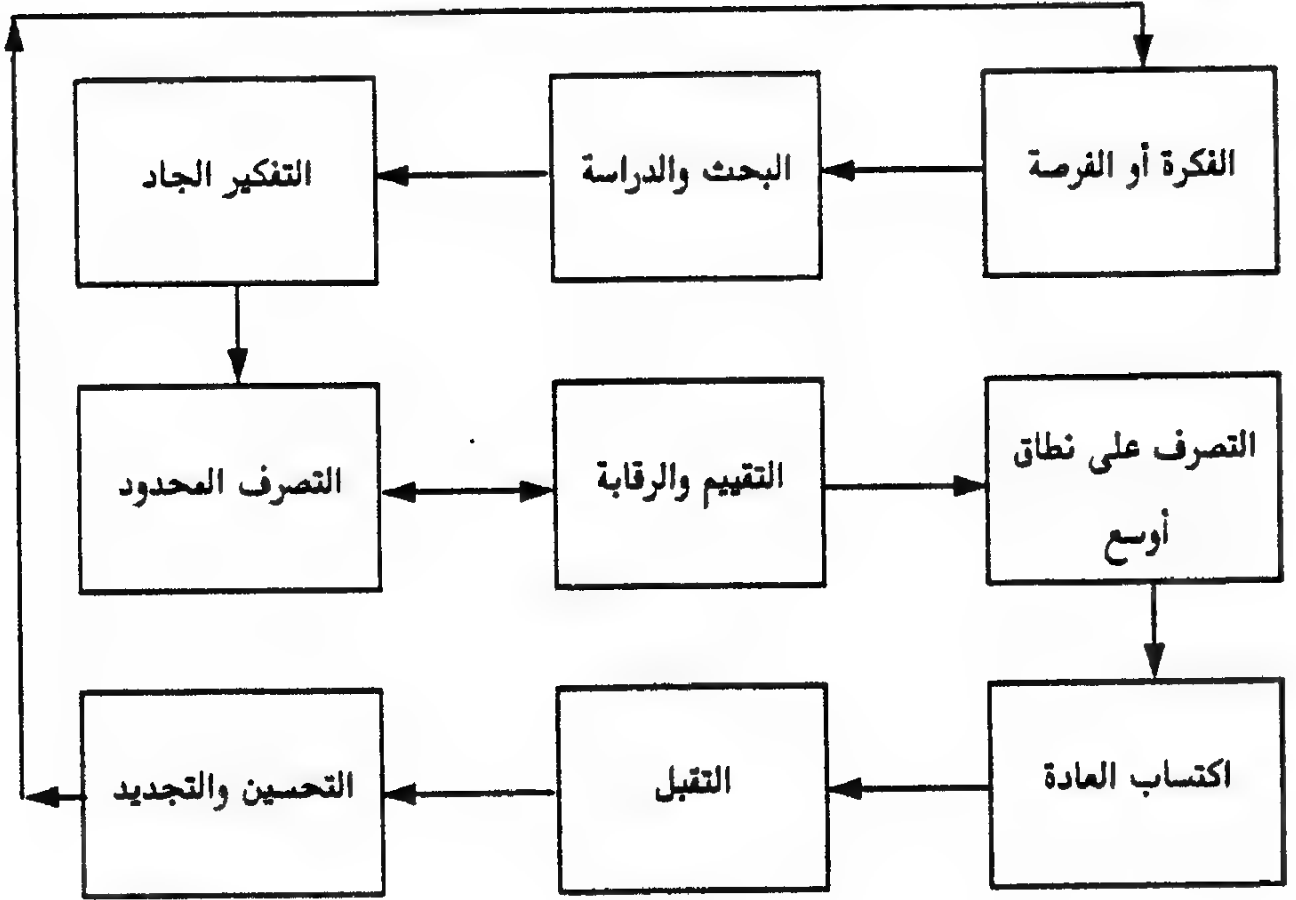 الفكرة أو الفرصة
البحث والدراسة
التفكير الجاد
التصرف المحدود
التقييم والرقابة
التصرف على نطاق
أوسع
اكتساب العادة
التقبل
التحسين والتجديد